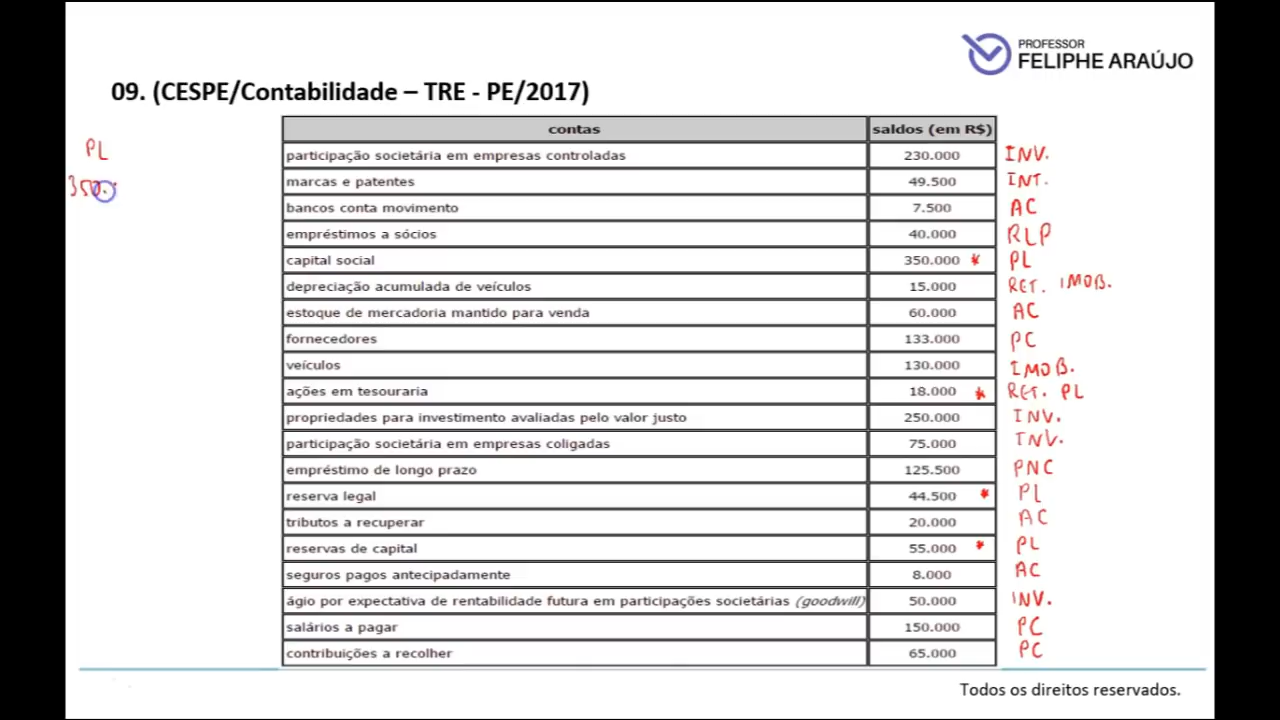 PROFESSOR
FELIPHE ARAÚJO
09. (CESPE/Contabilidade – TRE - PE/2017)
PL
350.
contas saldos (em R$)
participação societária em empresas controladas 230.000 INV.
marcas e patentes 49.500 INT.
bancos conta movimento 7.500 AC
empréstimos a sócios 40.000 RLP
capital social 350.000 * PL
depreciação acumulada de veículos 15.000 RET. IMOB.
estoque de mercadoria mantido para venda 60.000 AC
fornecedores 133.000 PC
veículos 130.000 IMOB.
ações em tesouraria 18.000 * RET. PL
propriedades para investimento avaliadas pelo valor justo 250.000 INV.
participação societária em empresas coligadas 75.000 INV.
empréstimo de longo prazo 125.500 PNC
reserva legal 44.500 * PL
tributos a recuperar 20.000 AC
reservas de capital 55.000 * PL
seguros pagos antecipadamente 8.000 AC
ágio por expectativa de rentabilidade futura em participações societárias (goodwill) 50.000 INV.
salários a pagar 150.000 PC
contribuições a recolher 65.000 PC
Todos os direitos reservados.